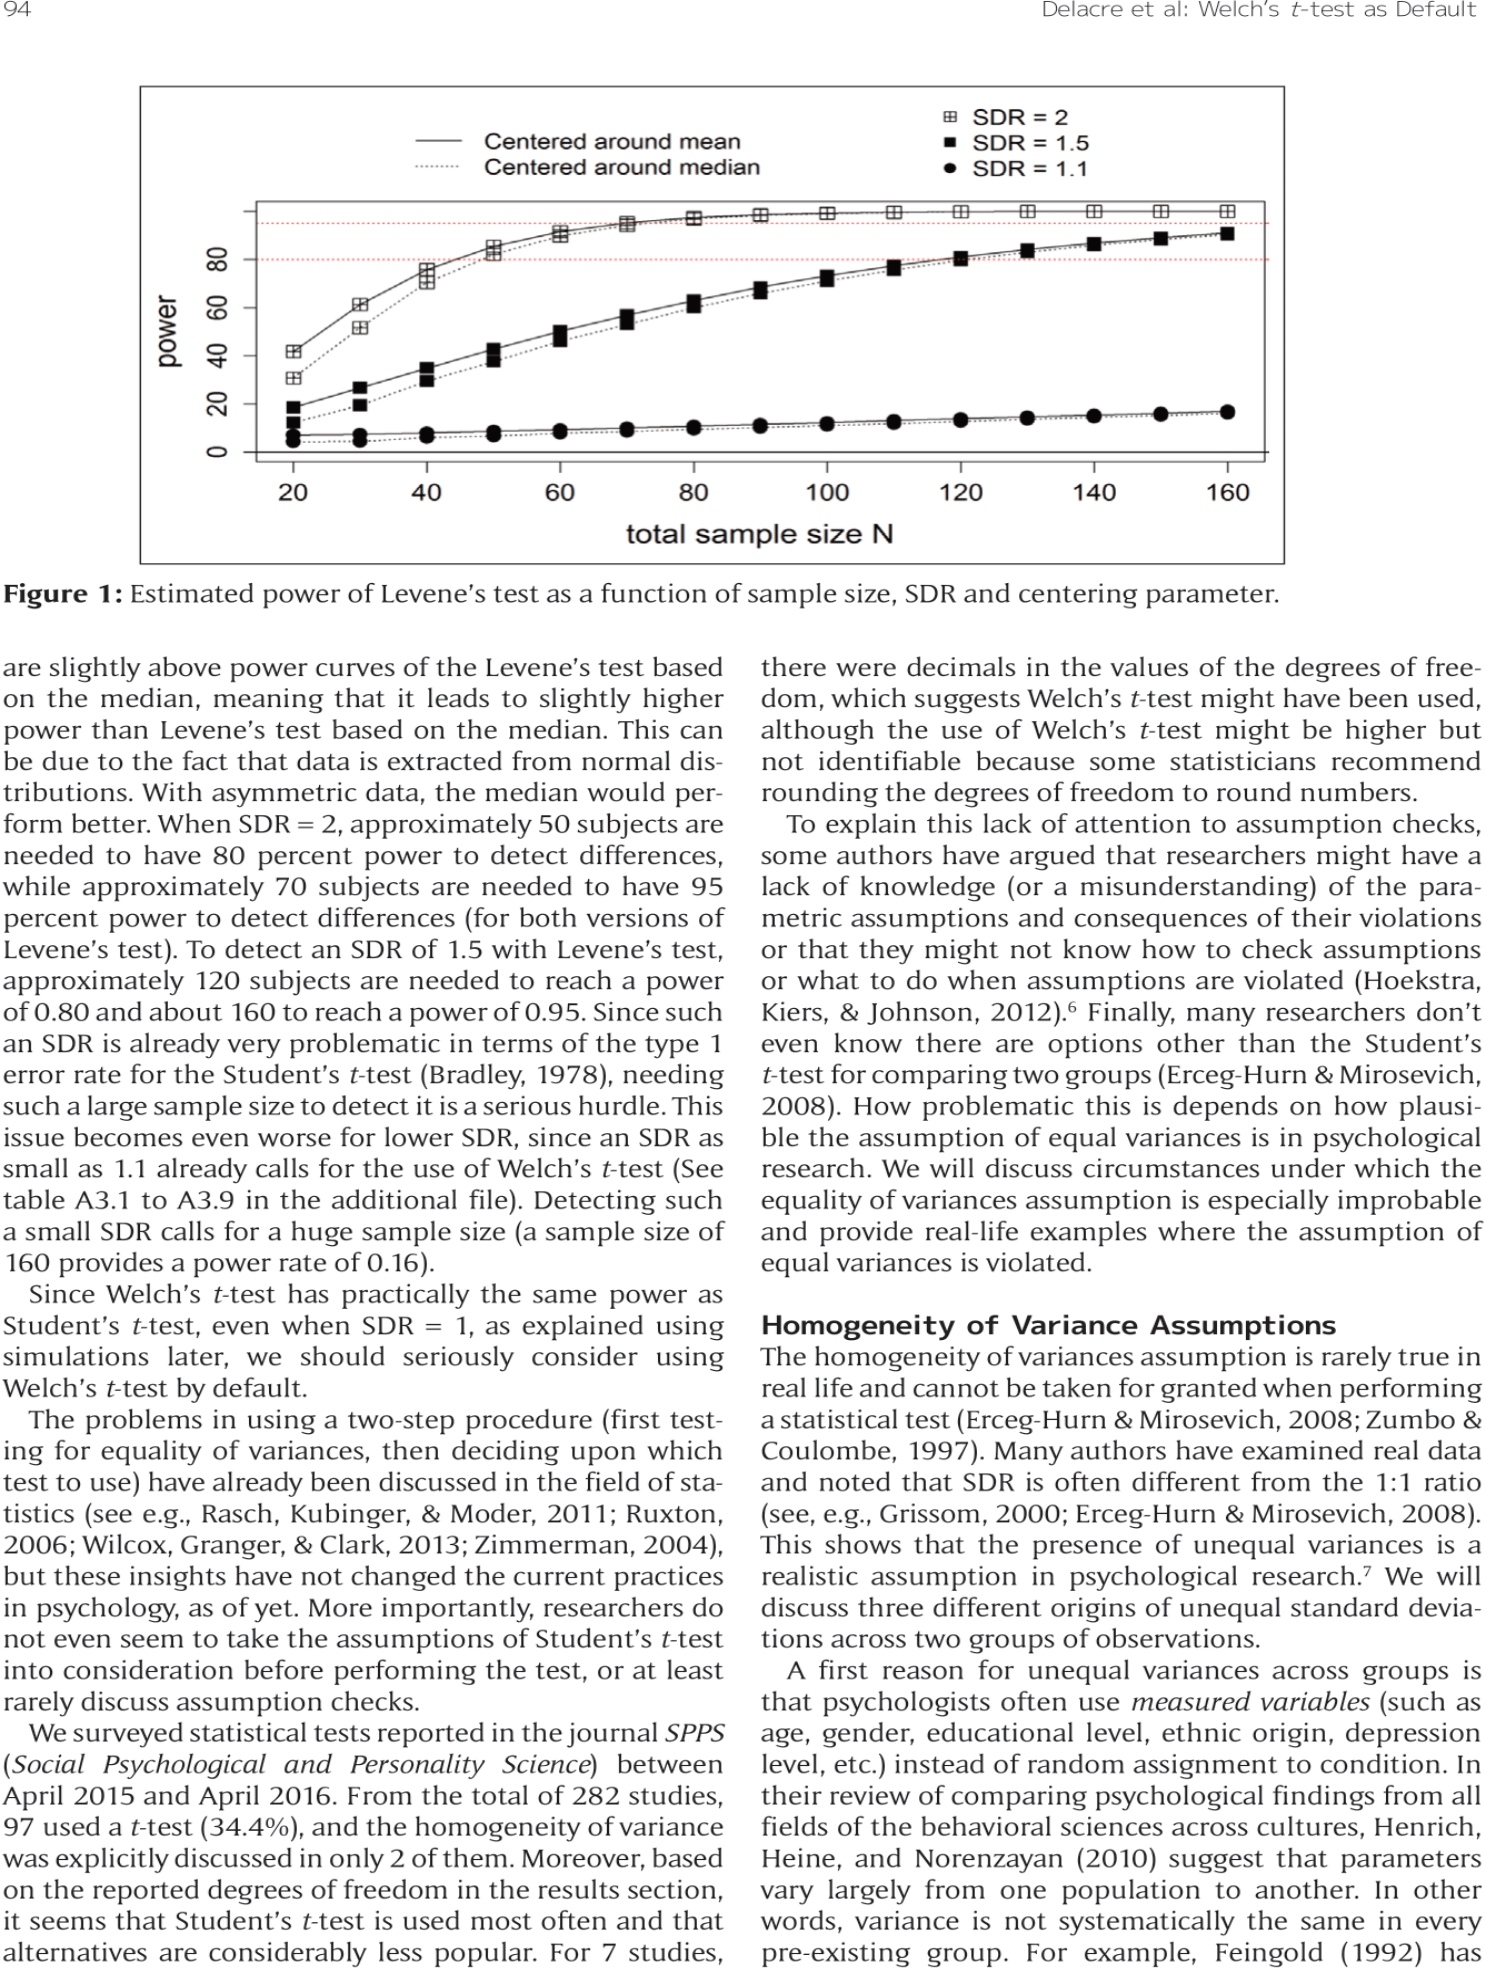 94
Delacre et al: Welch’s t-test as Default
Centered around mean
Centered around median
SDR = 2
SDR = 1.5
SDR = 1.1
power
80
60
40
20
0
20 40 60 80 100 120 140 160
total sample size N
Figure 1: Estimated power of Levene’s test as a function of sample size, SDR and centering parameter.
are slightly above power curves of the Levene’s test based
on the median, meaning that it leads to slightly higher
power than Levene’s test based on the median. This can
be due to the fact that data is extracted from normal dis-
tributions. With asymmetric data, the median would per-
form better. When SDR = 2, approximately 50 subjects are
needed to have 80 percent power to detect differences,
while approximately 70 subjects are needed to have 95
percent power to detect differences (for both versions of
Levene’s test). To detect an SDR of 1.5 with Levene’s test,
approximately 120 subjects are needed to reach a power
of 0.80 and about 160 to reach a power of 0.95. Since such
an SDR is already very problematic in terms of the type 1
error rate for the Student’s t-test (Bradley, 1978), needing
such a large sample size to detect it is a serious hurdle. This
issue becomes even worse for lower SDR, since an SDR as
small as 1.1 already calls for the use of Welch’s t-test (See
table A3.1 to A3.9 in the additional file). Detecting such
a small SDR calls for a huge sample size (a sample size of
160 provides a power rate of 0.16).
Since Welch’s t-test has practically the same power as
Student’s t-test, even when SDR = 1, as explained using
simulations later, we should seriously consider using
Welch’s t-test by default.
The problems in using a two-step procedure (first test-
ing for equality of variances, then deciding upon which
test to use) have already been discussed in the field of sta-
tistics (see e.g., Rasch, Kubinger, & Moder, 2011; Ruxton,
2006; Wilcox, Granger, & Clark, 2013; Zimmerman, 2004),
but these insights have not changed the current practices
in psychology, as of yet. More importantly, researchers do
not even seem to take the assumptions of Student’s t-test
into consideration before performing the test, or at least
rarely discuss assumption checks.
We surveyed statistical tests reported in the journal SPPS
(Social Psychological and Personality Science) between
April 2015 and April 2016. From the total of 282 studies,
97 used a t-test (34.4%), and the homogeneity of variance
was explicitly discussed in only 2 of them. Moreover, based
on the reported degrees of freedom in the results section,
it seems that Student’s t-test is used most often and that
alternatives are considerably less popular. For 7 studies,
there were decimals in the values of the degrees of free-
dom, which suggests Welch’s t-test might have been used,
although the use of Welch’s t-test might be higher but
not identifiable because some statisticians recommend
rounding the degrees of freedom to round numbers.
To explain this lack of attention to assumption checks,
some authors have argued that researchers might have a
lack of knowledge (or a misunderstanding) of the para-
metric assumptions and consequences of their violations
or that they might not know how to check assumptions
or what to do when assumptions are violated (Hoekstra,
Kiers, & Johnson, 2012).⁶ Finally, many researchers don’t
even know there are options other than the Student’s
t-test for comparing two groups (Erceg-Hurn & Mirosevich,
2008). How problematic this is depends on how plausi-
ble the assumption of equal variances is in psychological
research. We will discuss circumstances under which the
equality of variances assumption is especially improbable
and provide real-life examples where the assumption of
equal variances is violated.
Homogeneity of Variance Assumptions
The homogeneity of variances assumption is rarely true in
real life and cannot be taken for granted when performing
a statistical test (Erceg-Hurn & Mirosevich, 2008; Zumbo &
Coulombe, 1997). Many authors have examined real data
and noted that SDR is often different from the 1:1 ratio
(see, e.g., Grissom, 2000; Erceg-Hurn & Mirosevich, 2008).
This shows that the presence of unequal variances is a
realistic assumption in psychological research.⁷ We will
discuss three different origins of unequal standard devia-
tions across two groups of observations.
A first reason for unequal variances across groups is
that psychologists often use measured variables (such as
age, gender, educational level, ethnic origin, depression
level, etc.) instead of random assignment to condition. In
their review of comparing psychological findings from all
fields of the behavioral sciences across cultures, Henrich,
Heine, and Norenzayan (2010) suggest that parameters
vary largely from one population to another. In other
words, variance is not systematically the same in every
pre-existing group. For example, Feingold (1992) has